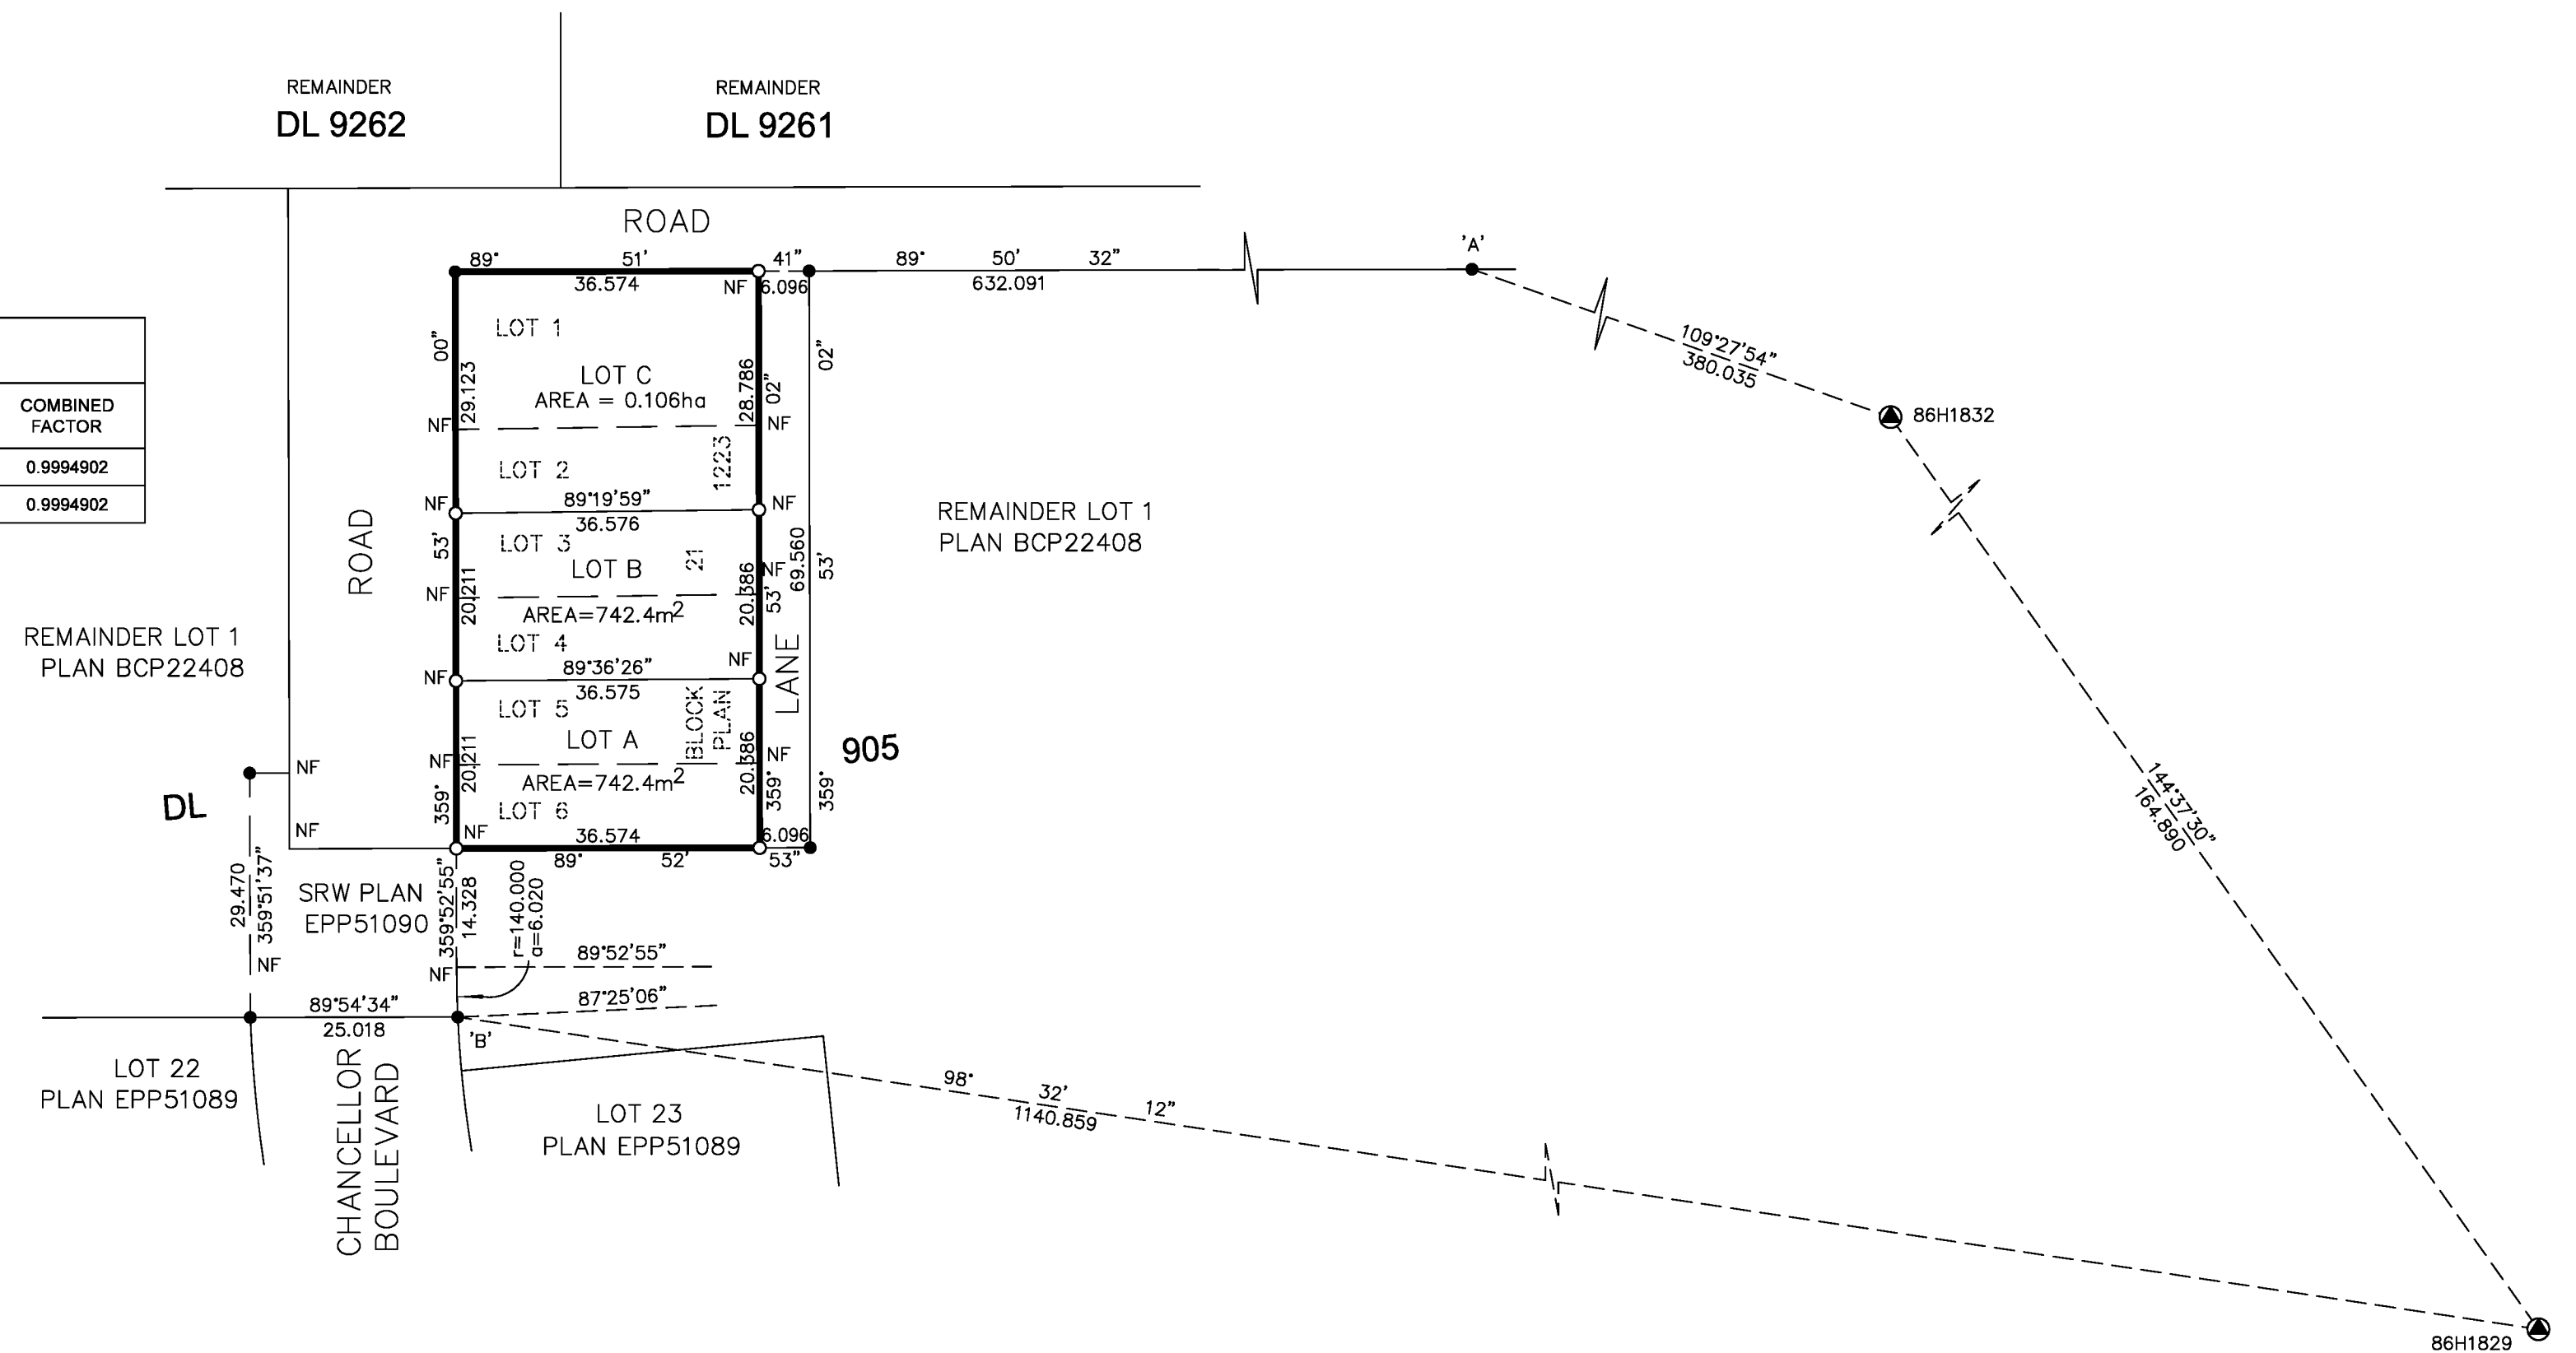 REMAINDER
DL 9262
REMAINDER
DL 9261
ROAD
89° 51' 41"
36.574
NF
6.096
89° 50' 32"
632.091
'A'
109°27'54"
380.035
86H1832
COMBINED
FACTOR
0.9994902
0.9994902
LOT 1
00"
29.123
LOT C
AREA = 0.106ha
28.786
02"
02"
NF
NF
LOT 2
1223
NF
89°19'59"
36.576
NF
ROAD
53'
LOT 3
21
LOT B
NF
69.560
53'
20.211
NF
20.386
53'
AREA=742.4m2
LOT 4
NF
NF
89°36'26"
36.575
LANE
LOT 5
BLOCK
PLAN
LOT A
NF
20.211
NF
20.386
AREA=742.4m2
359°
359°
359°
LOT 6
NF
36.574
6.096
89° 52' 53"
REMAINDER LOT 1
PLAN BCP22408
REMAINDER LOT 1
PLAN BCP22408
905
DL
NF
NF
29.470
359°51'37"
NF
SRW PLAN
EPP51090
359°52'55"
14.328
r=140.000
a=6.020
NF
89°52'55"
87°25'06"
89°54'34"
25.018
'B'
LOT 22
PLAN EPP51089
CHANCELLOR
BOULEVARD
LOT 23
PLAN EPP51089
98° 32' 12"
1140.859
144°37'30"
164.890
86H1829